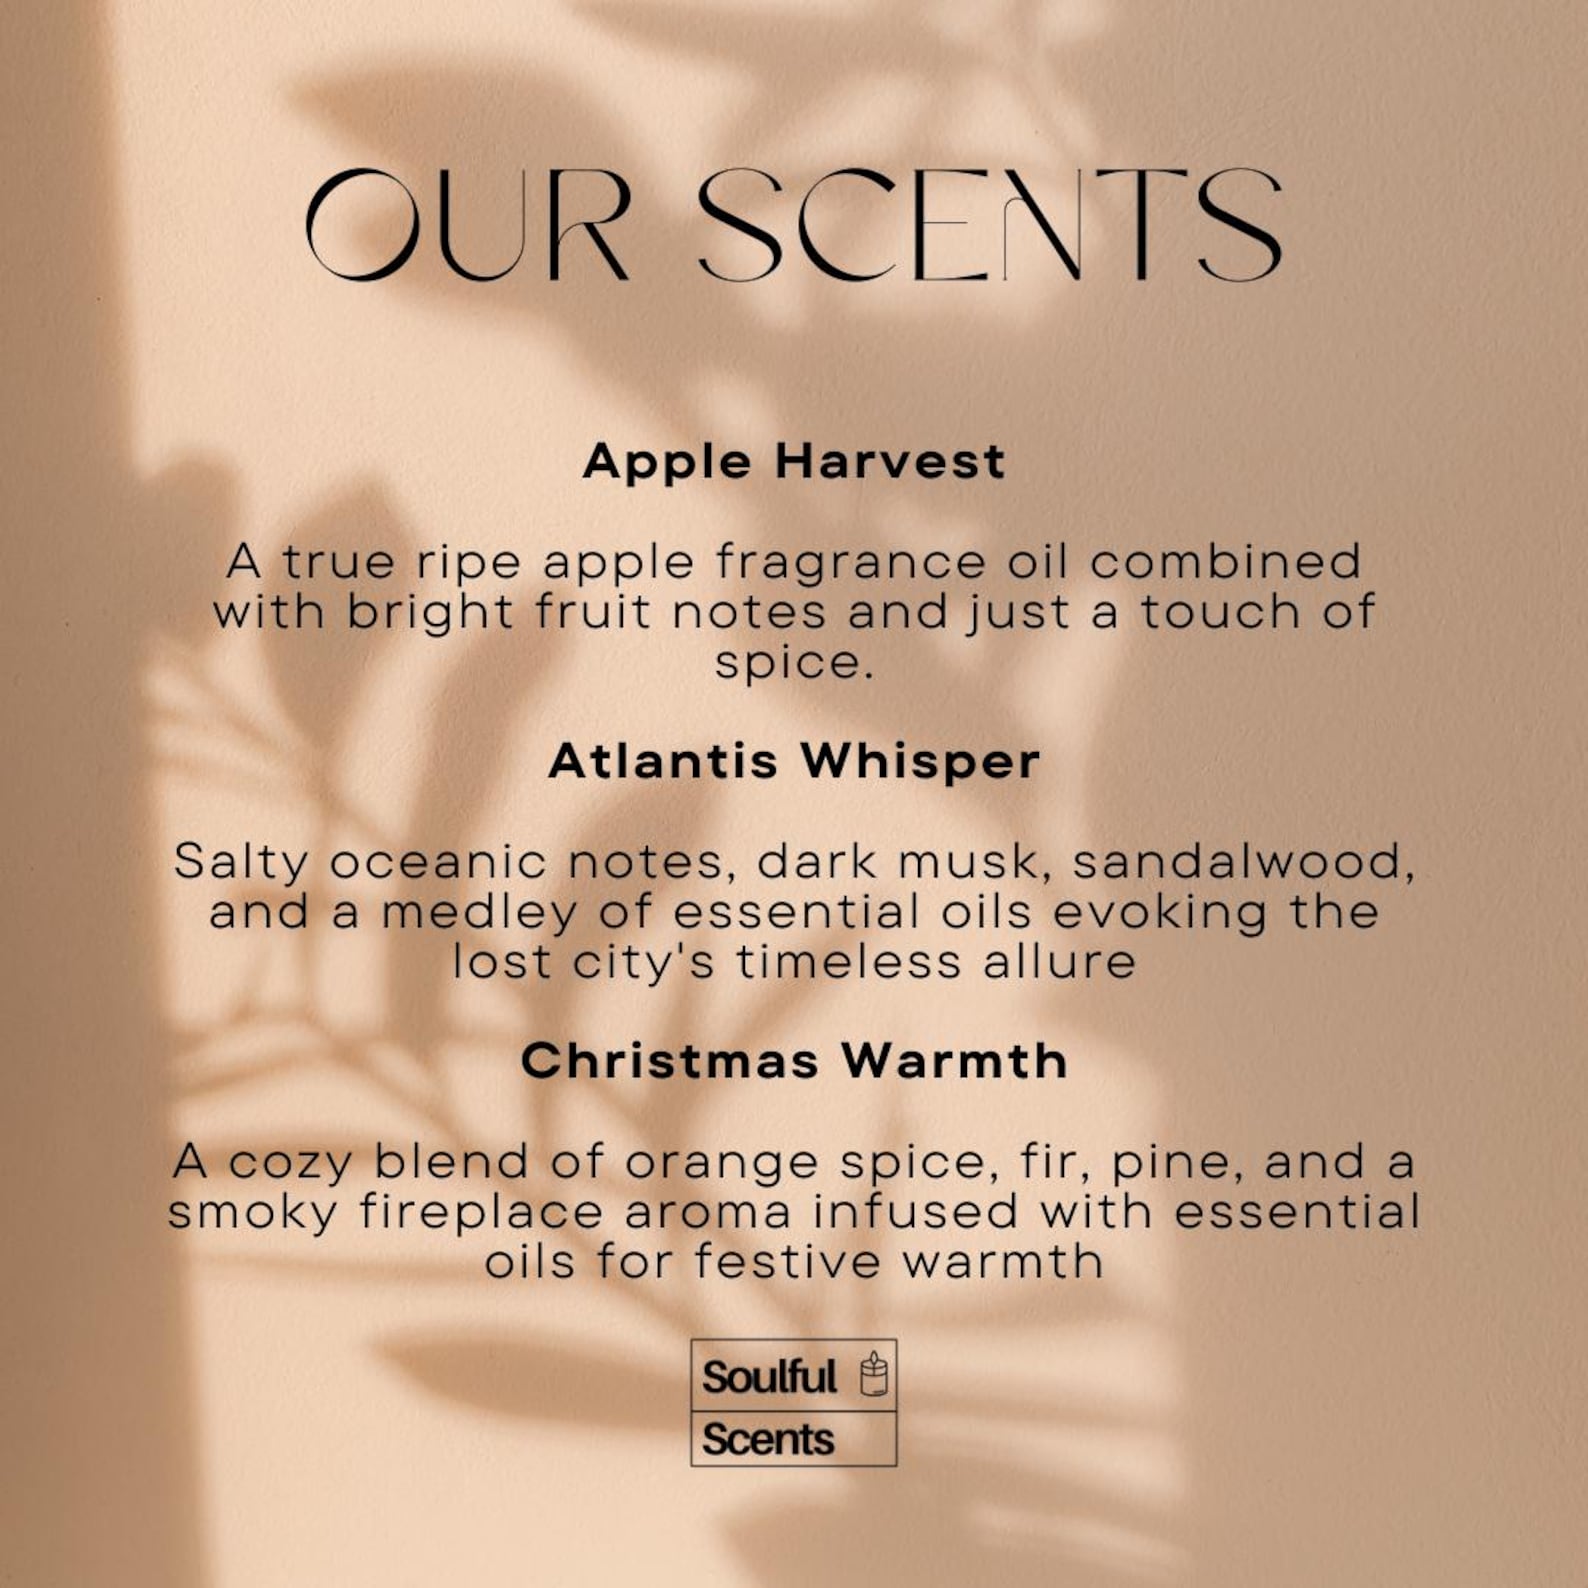 OUR SCENTS
Apple Harvest
A true ripe apple fragrance oil combined
with bright fruit notes and just a touch of
spice.
Atlantis Whisper
Salty oceanic notes, dark musk, sandalwood,
and a medley of essential oils evoking the
lost city's timeless allure
Christmas Warmth
A cozy blend of orange spice, fir, pine, and a
smoky fireplace aroma infused with essential
oils for festive warmth
Soulful
Scents